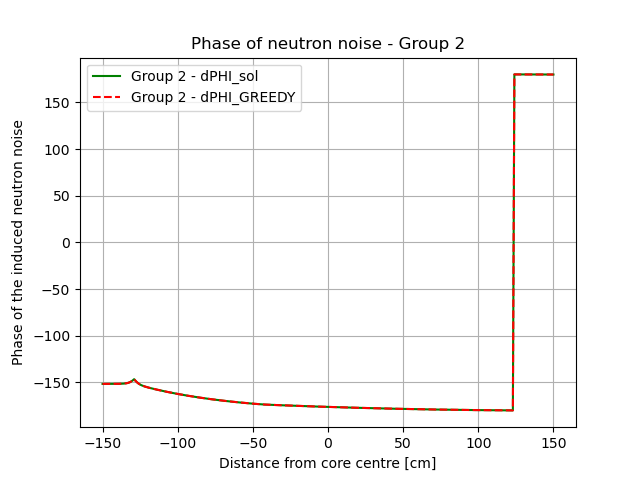 Phase of neutron noise - Group 2
Group 2 - dPHI_sol
Group 2 - dPHI_GREEDY
Phase of the induced neutron noise
150
100
50
0
−50
−100
−150
−150 −100 −50 0 50 100 150
Distance from core centre [cm]